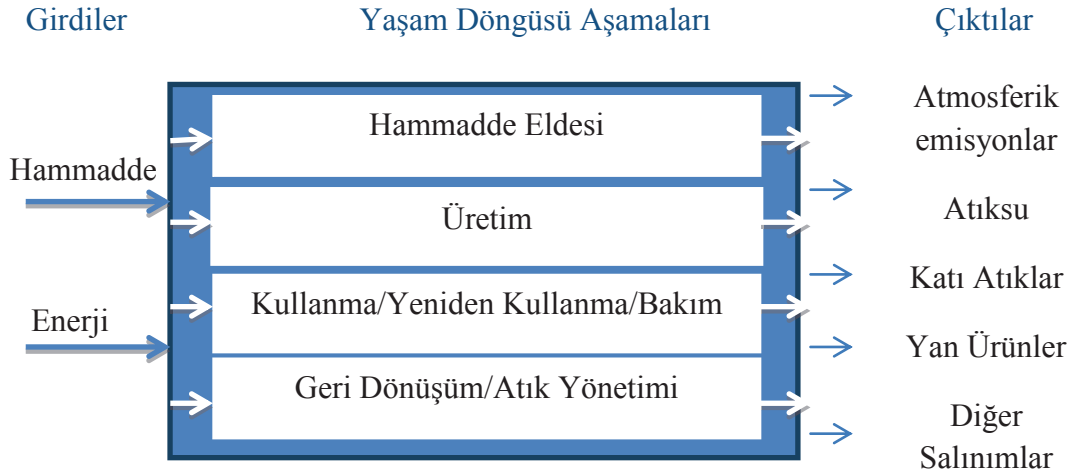 Girdiler
Yaşam Döngüsü Aşamaları
Çıktılar
Hammadde
Enerji
Hammadde Eldesi
Üretim
Kullanma/Yeniden Kullanma/Bakım
Geri Dönüşüm/Atık Yönetimi
Atmosferik
emisyonlar
Atıksu
Katı Atıklar
Yan Ürünler
Diğer
Salınımlar